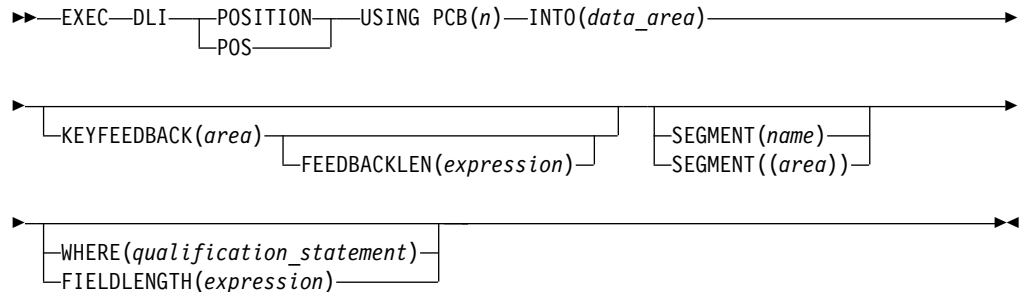 EXEC DLI POSITION USING PCB(n) INTO(data_area)
POS
KEYFEEDBACK(area) SEGMENT(name)
FEEDBACKLEN(expression) SEGMENT((area))
WHERE(qualification_statement)
FIELDLENGTH(expression)